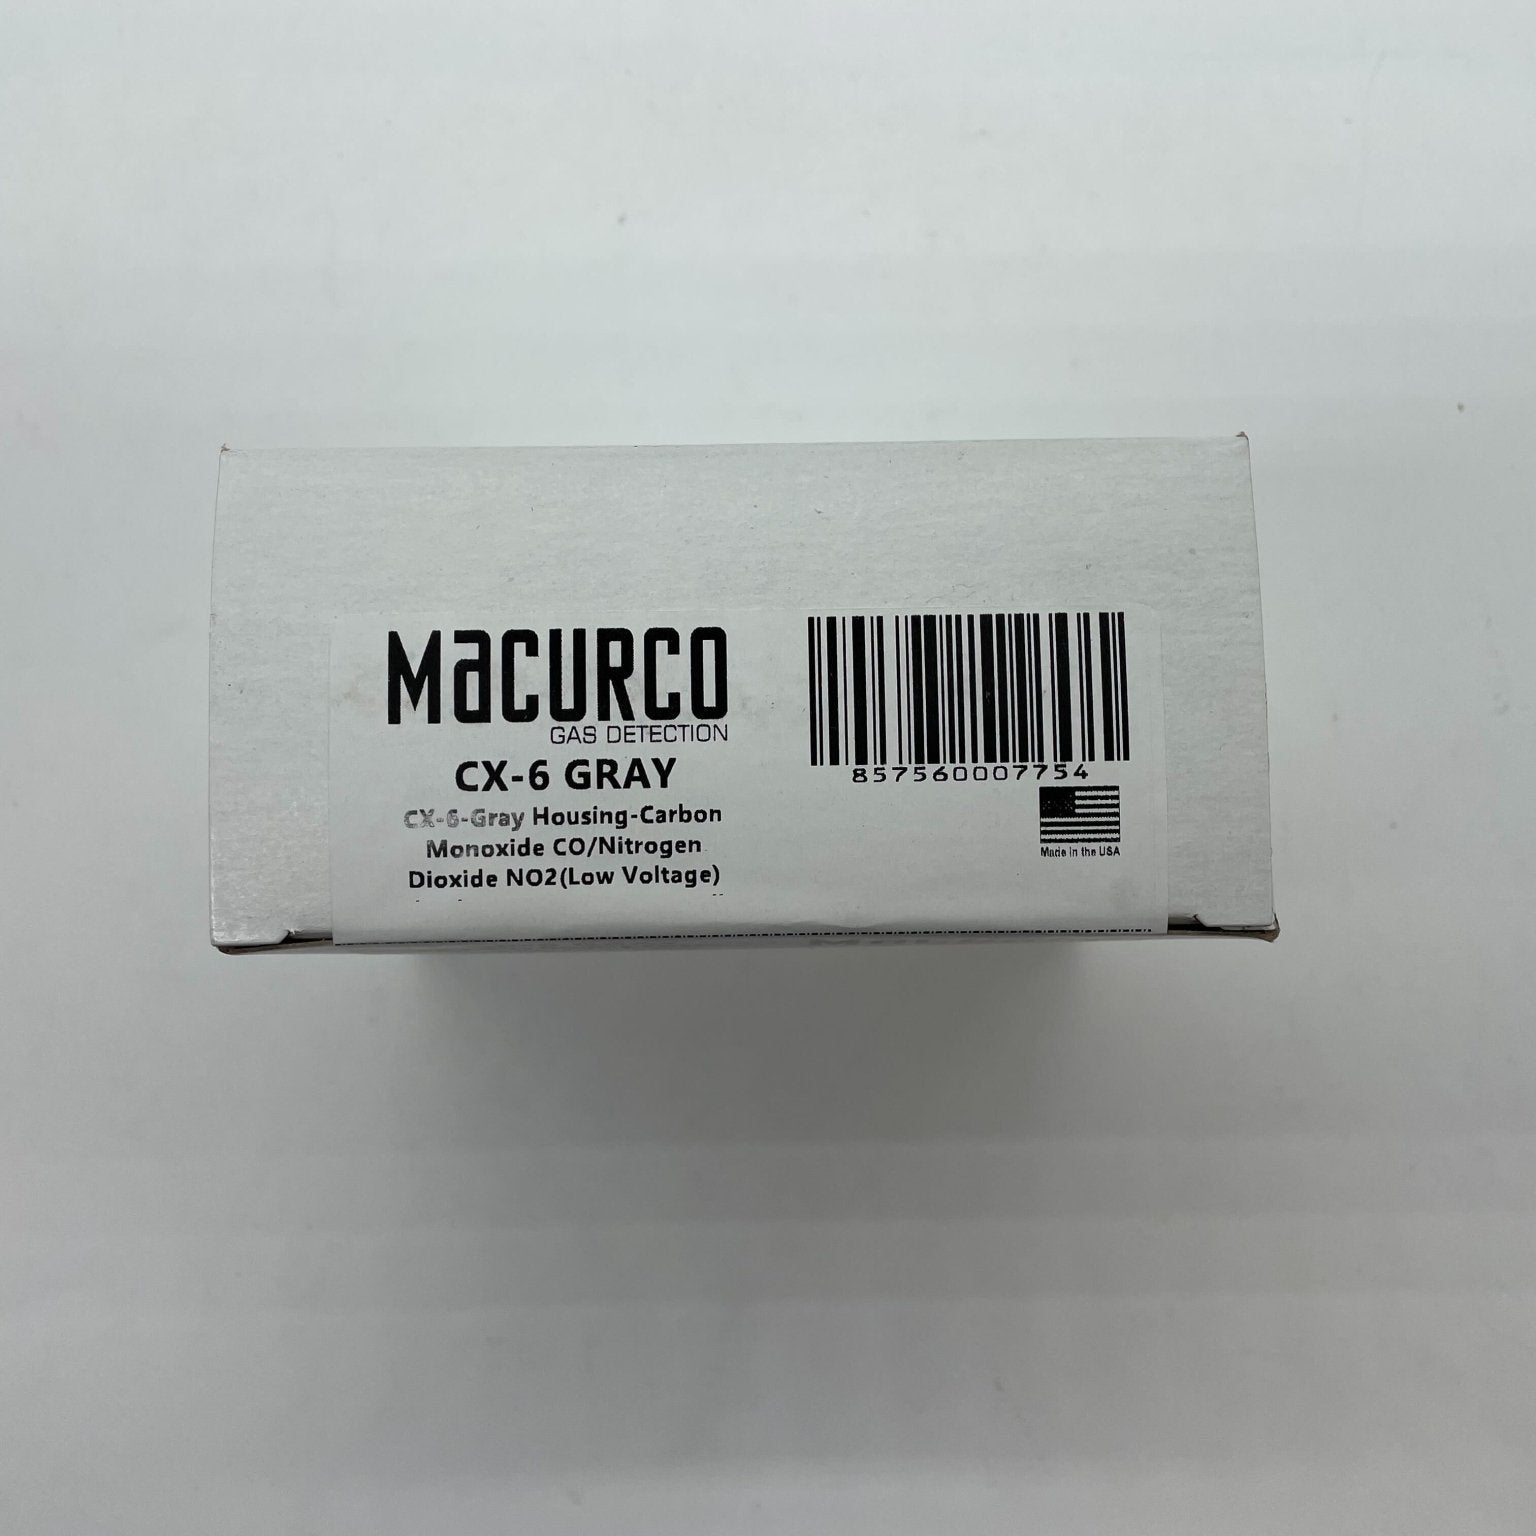 Macurco
GAS DETECTION
CX-6 GRAY
CX-6-Gray Housing-Carbon
Monoxide CO/Nitrogen
Dioxide NO2(Low Voltage)
857560007754
Made in the USA